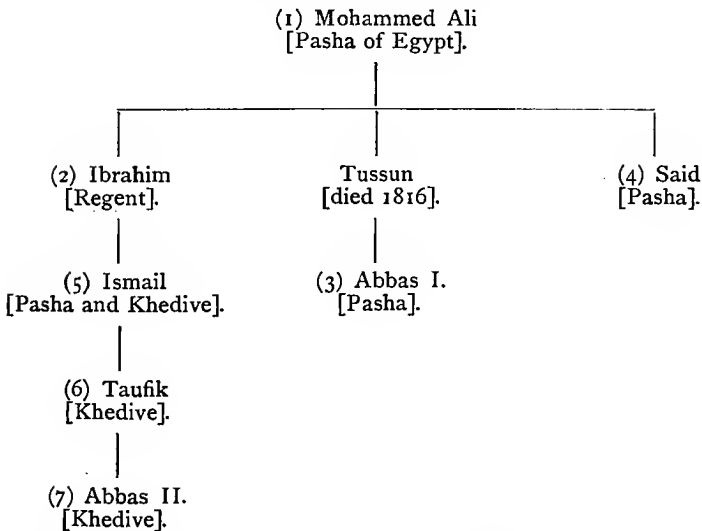 (1) Mohammed Ali
[Pasha of Egypt].
(2) Ibrahim
[Regent].
Tussun
[died 1816].
(4) Said
[Pasha].
(5) Ismail
[Pasha and Khedive].
(3) Abbas I.
[Pasha].
(6) Taufik
[Khedive].
(7) Abbas II.
[Khedive].